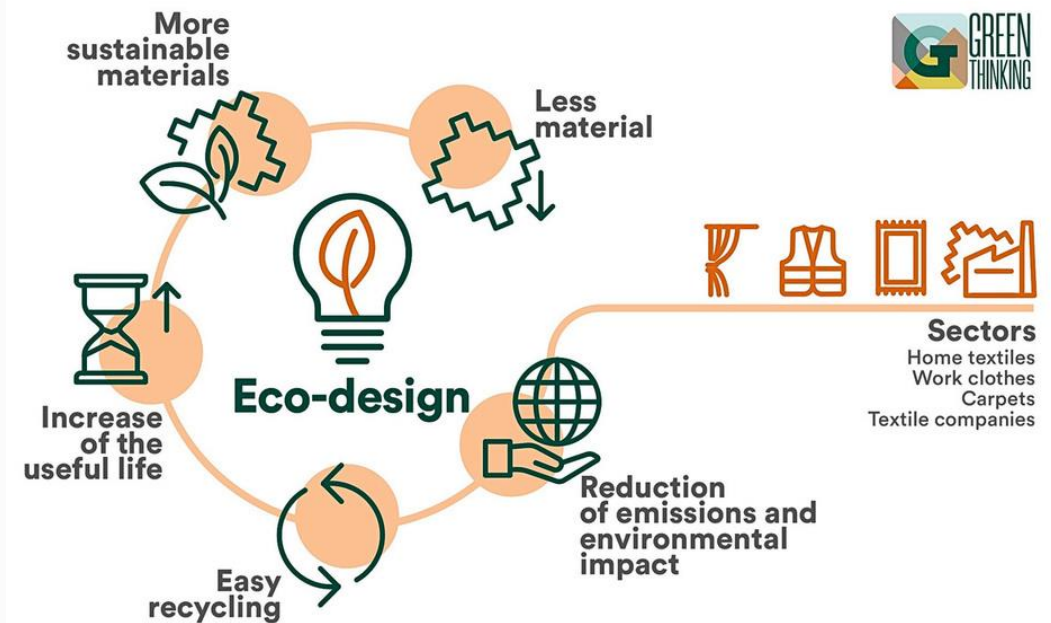 More
sustainable
materials
Less
material
GREEN
THINKING
G
Eco-design
Increase
of the
useful life
Easy
recycling
Reduction
of emissions and
environmental
impact
Sectors
Home textiles
Work clothes
Carpets
Textile companies